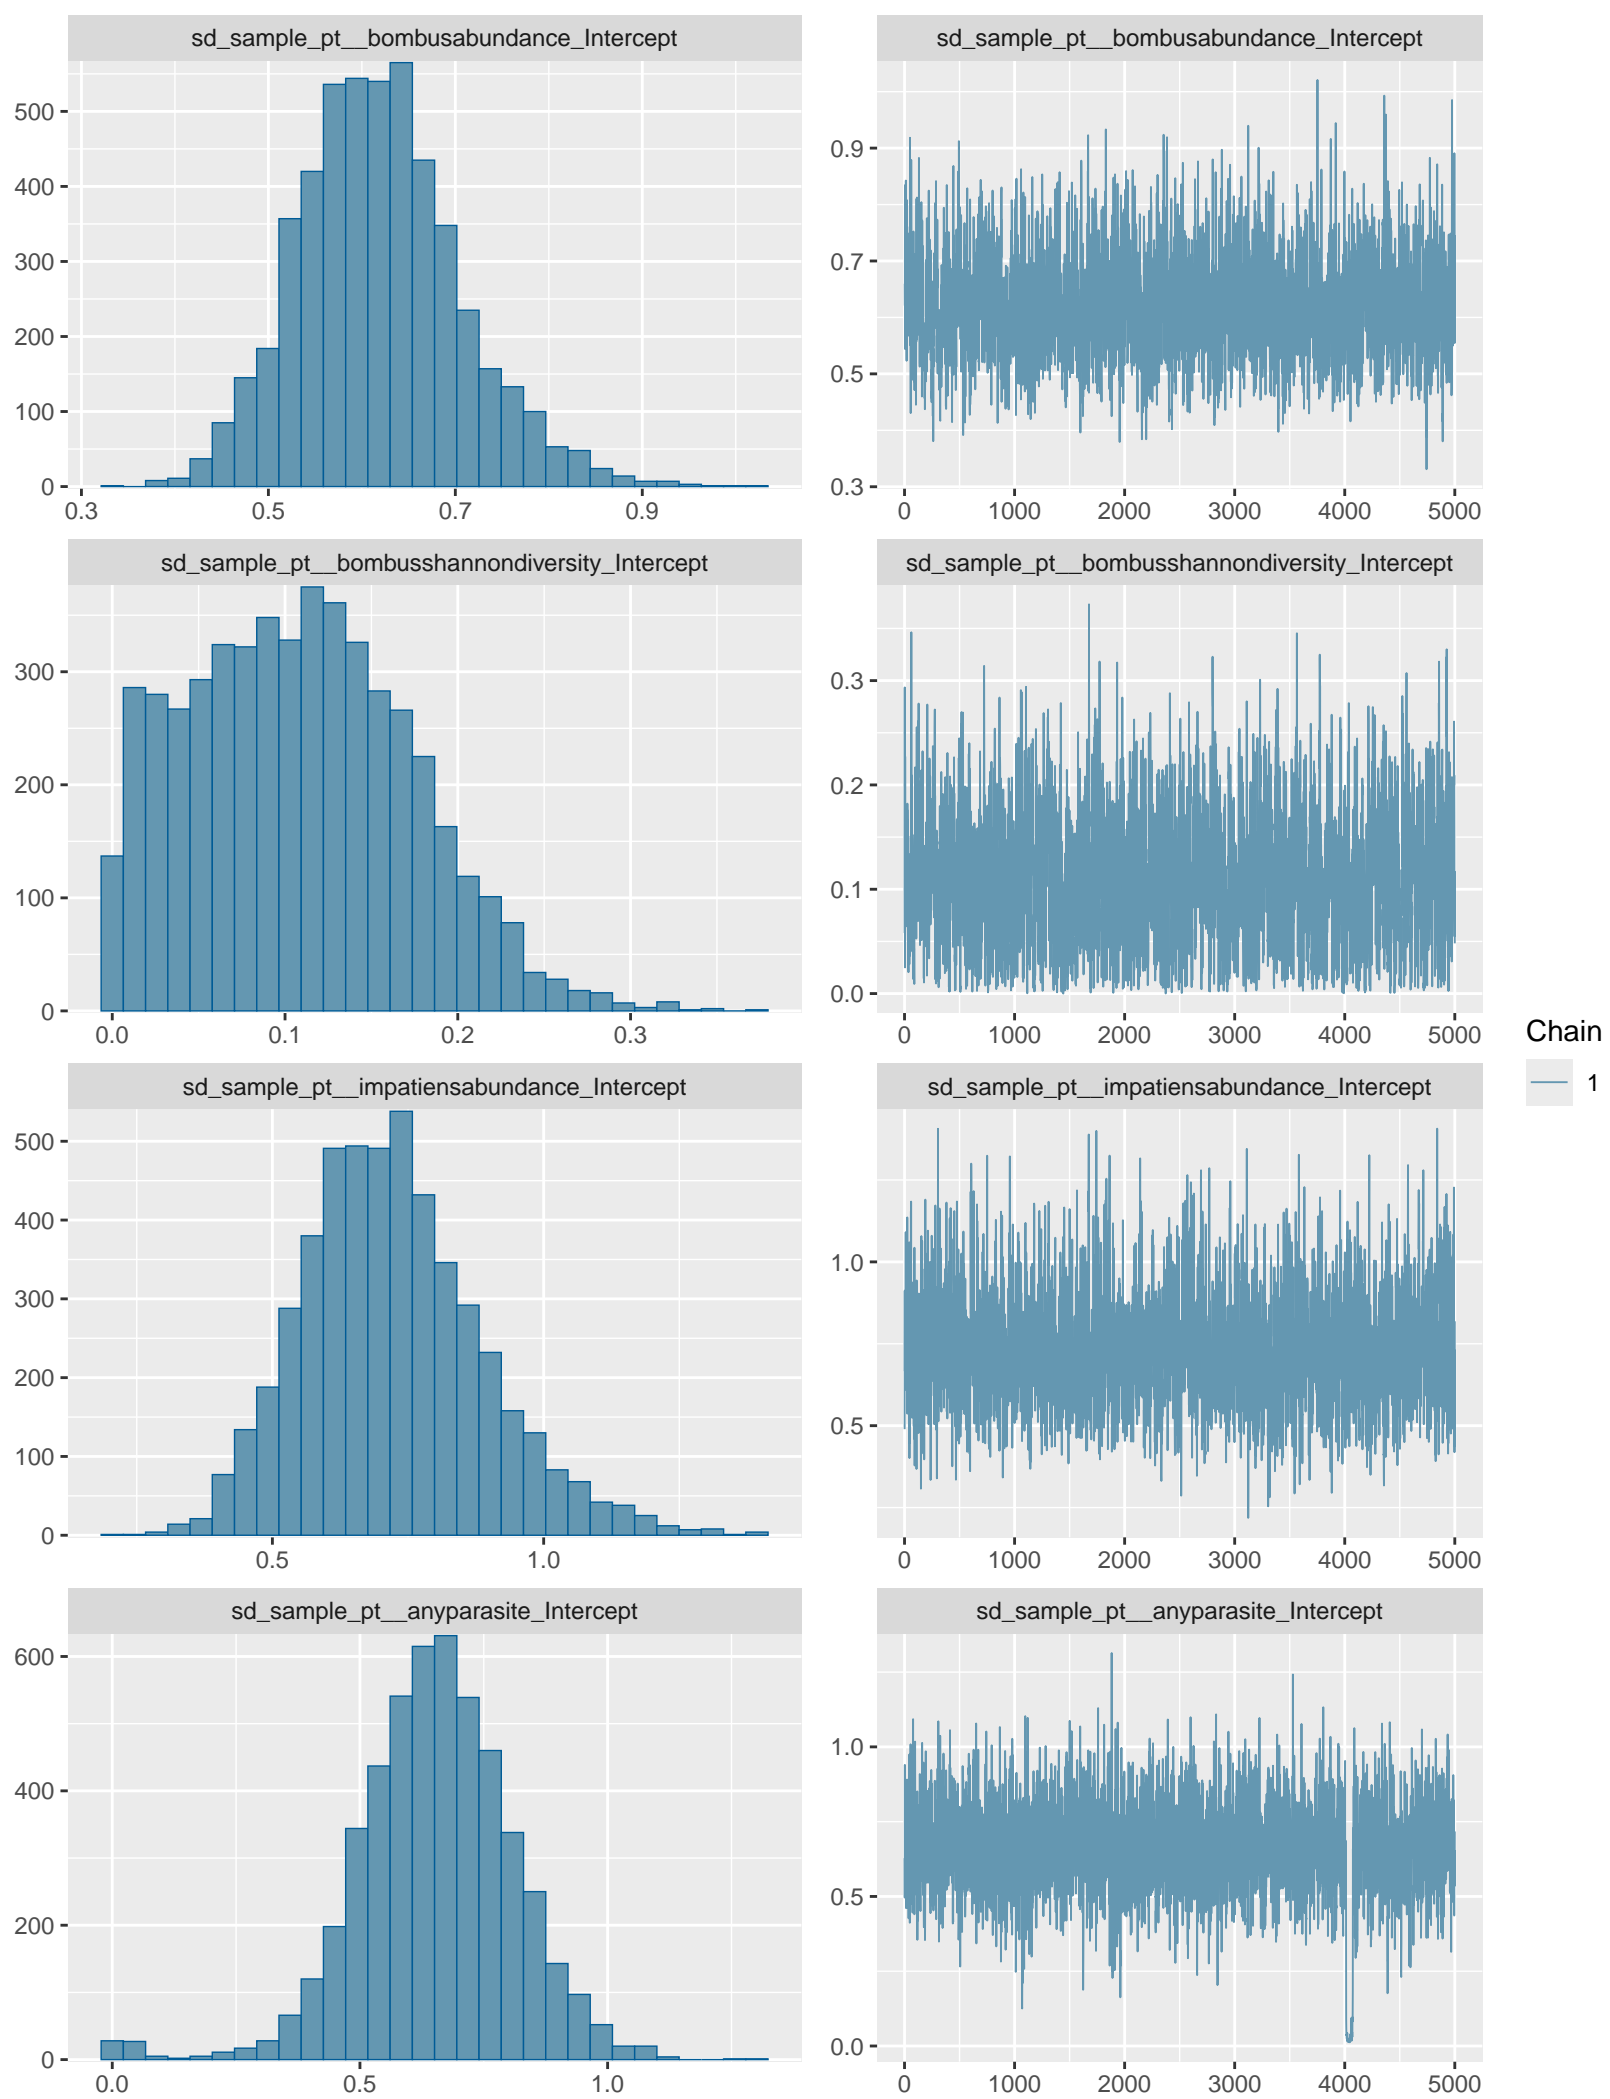 sd_sample_pt__bombusabundance_Intercept
500
400
300
200
100
0
0.3 0.5 0.7 0.9
sd_sample_pt__bombusabundance_Intercept
0.9
0.7
0.5
0.3
0 1000 2000 3000 4000 5000
sd_sample_pt__bombusshannondiversity_Intercept
300
200
100
0
0.0 0.1 0.2 0.3
sd_sample_pt__bombusshannondiversity_Intercept
0.3
0.2
0.1
0.0
0 1000 2000 3000 4000 5000
sd_sample_pt__impatiensabundance_Intercept
500
400
300
200
100
0
0.5 1.0
sd_sample_pt__impatiensabundance_Intercept
1.0
0.5
0 1000 2000 3000 4000 5000
sd_sample_pt__anyparasite_Intercept
600
400
200
0
0.0 0.5 1.0
sd_sample_pt__anyparasite_Intercept
1.0
0.5
0.0
0 1000 2000 3000 4000 5000
Chain
1